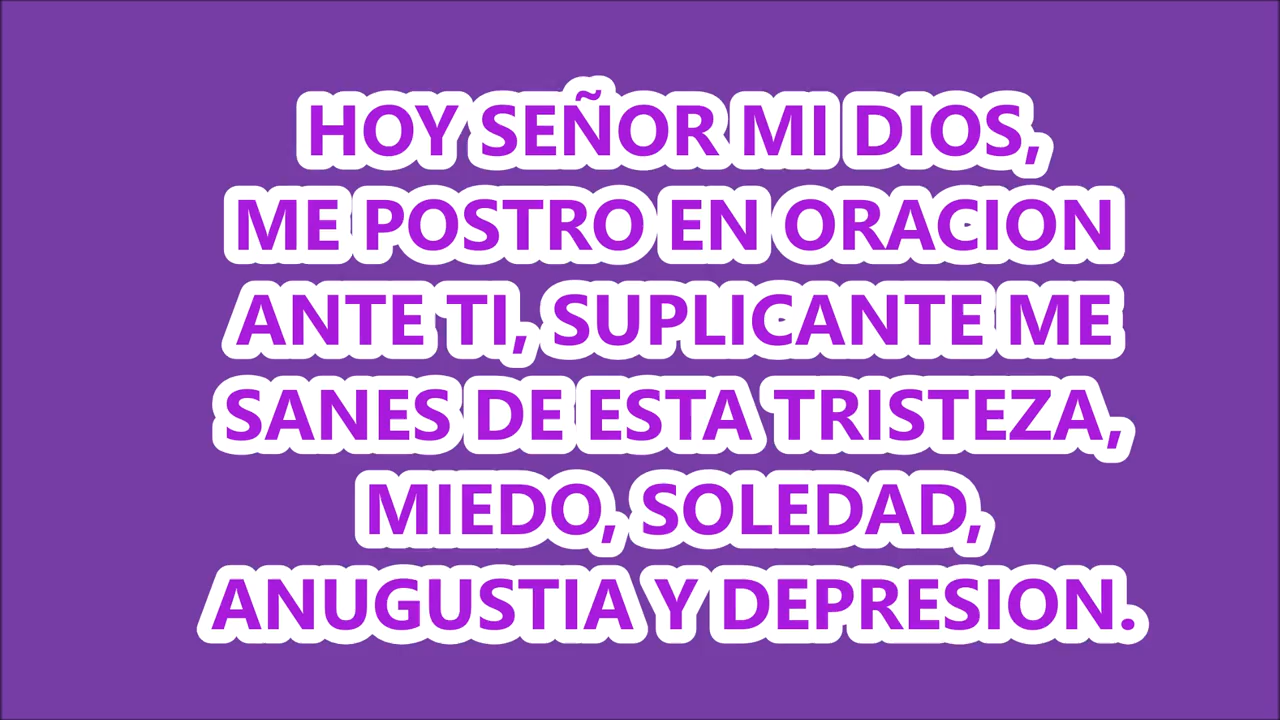 HOY SEÑOR MI DIOS,
ME POSTRO EN ORACION
ANTE TI, SUPLICANTE ME
SANES DE ESTA TRISTEZA,
MIEDO, SOLEDAD,
ANUGUSTIA Y DEPRESION.